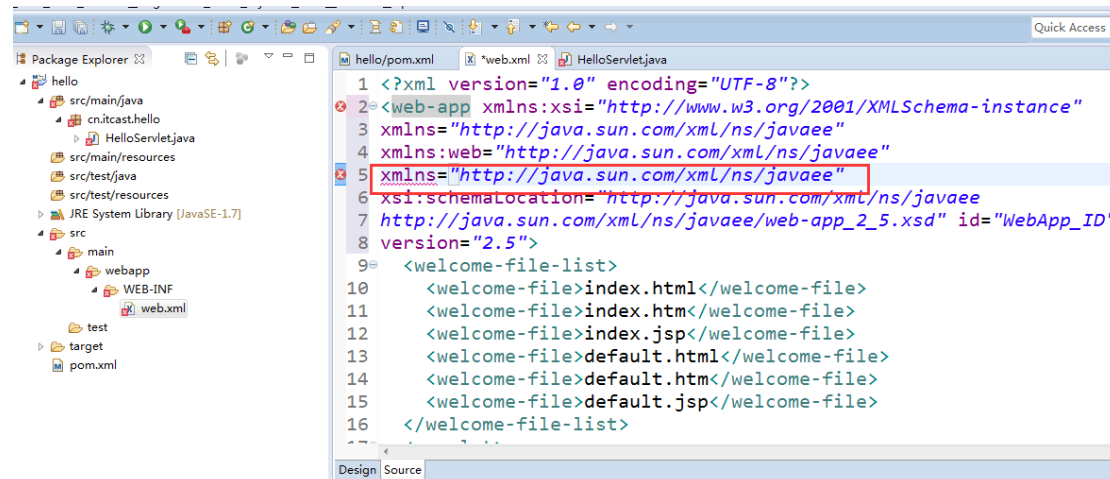 Quick Access
Package Explorer
hello
src/main/java
cn.itcast.hello
HelloServlet.java
src/main/resources
src/test/java
src/test/resources
JRE System Library [JavaSE-1.7]
src
main
webapp
WEB-INF
web.xml
test
target
pom.xml
hello/pom.xml *web.xml HelloServlet.java
1 <?xml version="1.0" encoding="UTF-8"?>
2 <web-app xmlns:xsi="http://www.w3.org/2001/XMLSchema-instance"
3 xmlns="http://java.sun.com/xml/ns/javaee"
4 xmlns:web="http://java.sun.com/xml/ns/javaee"
5 xmlns="http://java.sun.com/xml/ns/javaee"
6 xsi:schemaLocation="http://java.sun.com/xml/ns/javaee
7 http://java.sun.com/xml/ns/javaee/web-app_2_5.xsd" id="WebApp_ID"
8 version="2.5">
9 <welcome-file-list>
10 <welcome-file>index.html</welcome-file>
11 <welcome-file>index.htm</welcome-file>
12 <welcome-file>index.jsp</welcome-file>
13 <welcome-file>default.html</welcome-file>
14 <welcome-file>default.htm</welcome-file>
15 <welcome-file>default.jsp</welcome-file>
16 </welcome-file-list>
Design Source